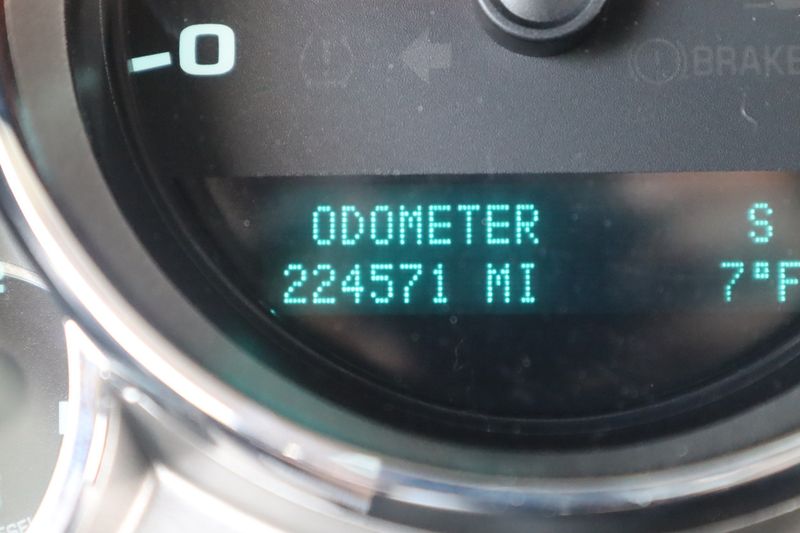 0
BRAKE
ODOMETER S
224571 MI 7°F